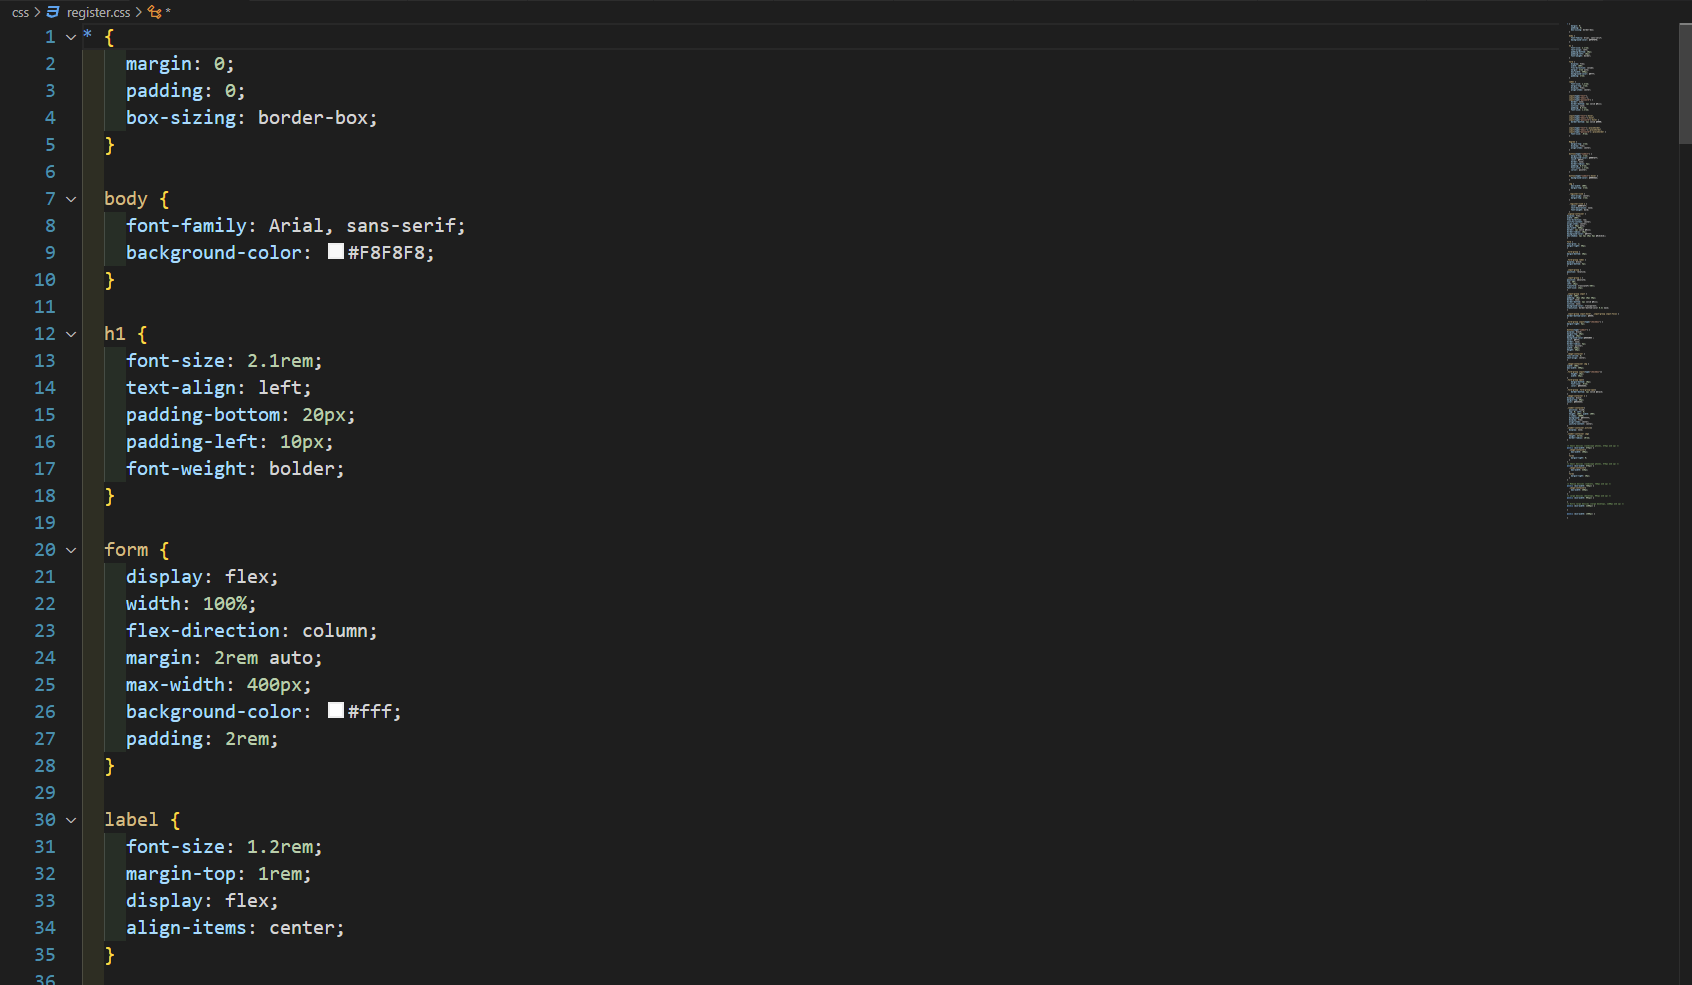 css > register.css > *
1 * {
2 margin: 0;
3 padding: 0;
4 box-sizing: border-box;
5 }
6
7 body {
8 font-family: Arial, sans-serif;
9 background-color: #F8F8F8;
10 }
11
12 h1 {
13 font-size: 2.1rem;
14 text-align: left;
15 padding-bottom: 20px;
16 padding-left: 10px;
17 font-weight: bolder;
18 }
19
20 form {
21 display: flex;
22 width: 100%;
23 flex-direction: column;
24 margin: 2rem auto;
25 max-width: 400px;
26 background-color: #fff;
27 padding: 2rem;
28 }
29
30 label {
31 font-size: 1.2rem;
32 margin-top: 1rem;
33 display: flex;
34 align-items: center;
35 }
36